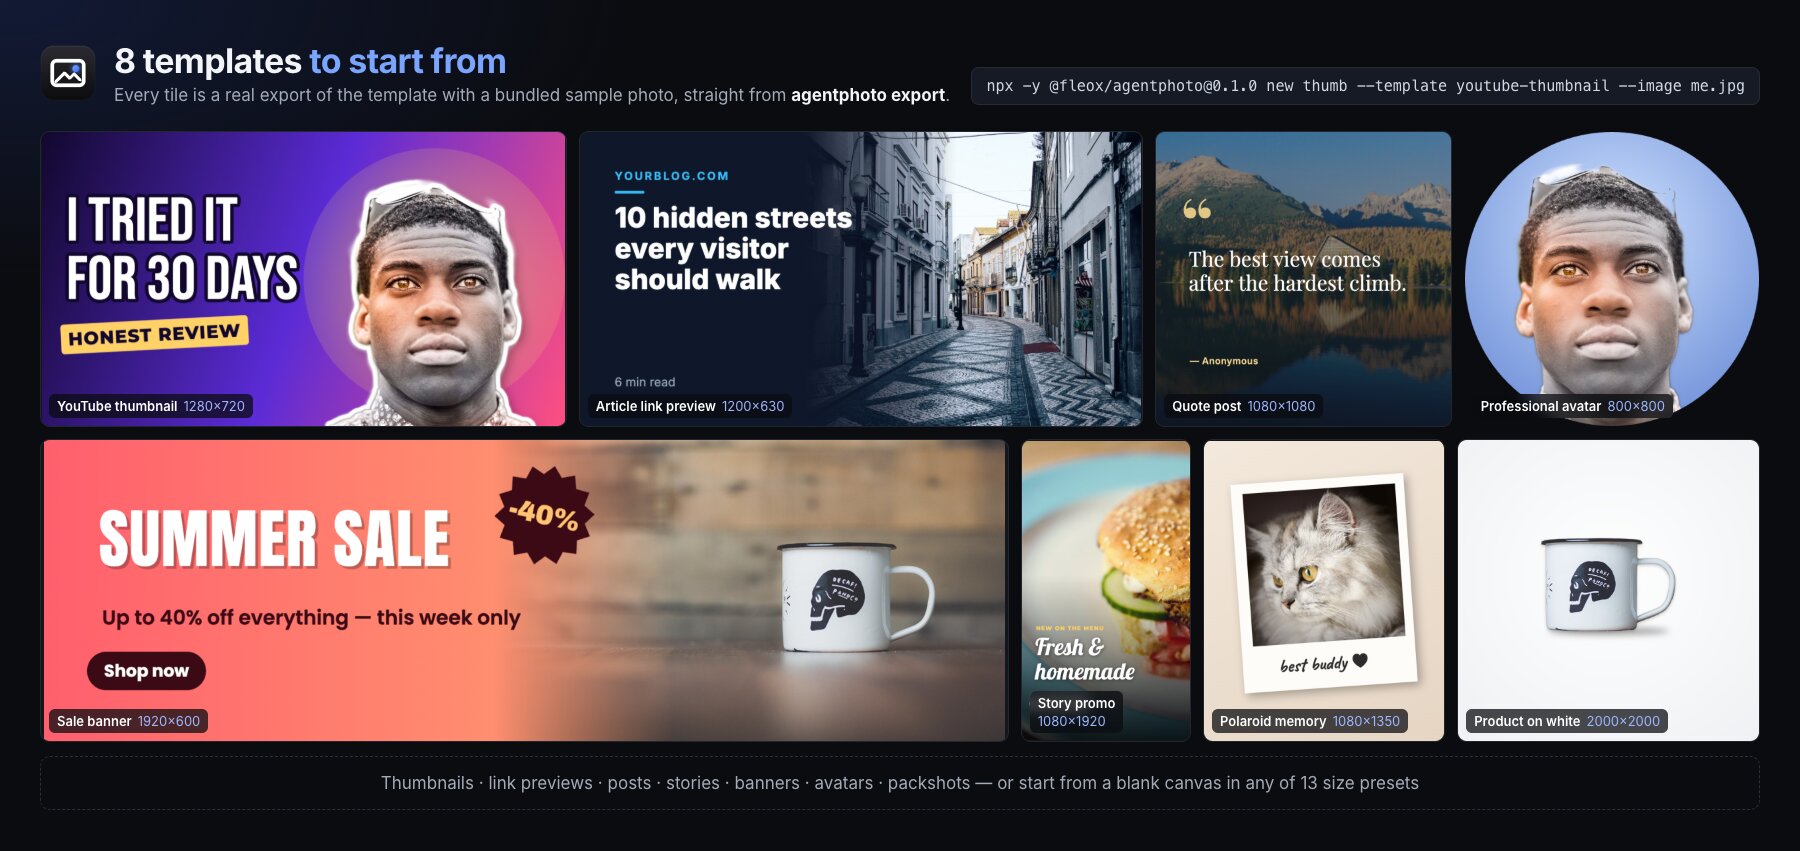 8 templates to start from
Every tile is a real export of the template with a bundled sample photo, straight from agentphoto export.
npx -y @fleox/agentphoto@0.1.0 new thumb --template youtube-thumbnail --image me.jpg
I TRIED IT
FOR 30 DAYS
HONEST REVIEW
YouTube thumbnail 1280×720
YOURBLOG.COM
10 hidden streets
every visitor
should walk
6 min read
Article link preview 1200×630
“
The best view comes
after the hardest climb.
— Anonymous
Quote post 1080×1080
Professional avatar 800×800
SUMMER SALE
-40%
Up to 40% off everything — this week only
Shop now
DECAF!
Sale banner 1920×600
NEW ON THE MENU
Fresh &
homemade
Story promo
1080×1920
best buddy 🖤
Polaroid memory 1080×1350
DECAF!
Product on white 2000×2000
Thumbnails · link previews · posts · stories · banners · avatars · packshots — or start from a blank canvas in any of 13 size presets